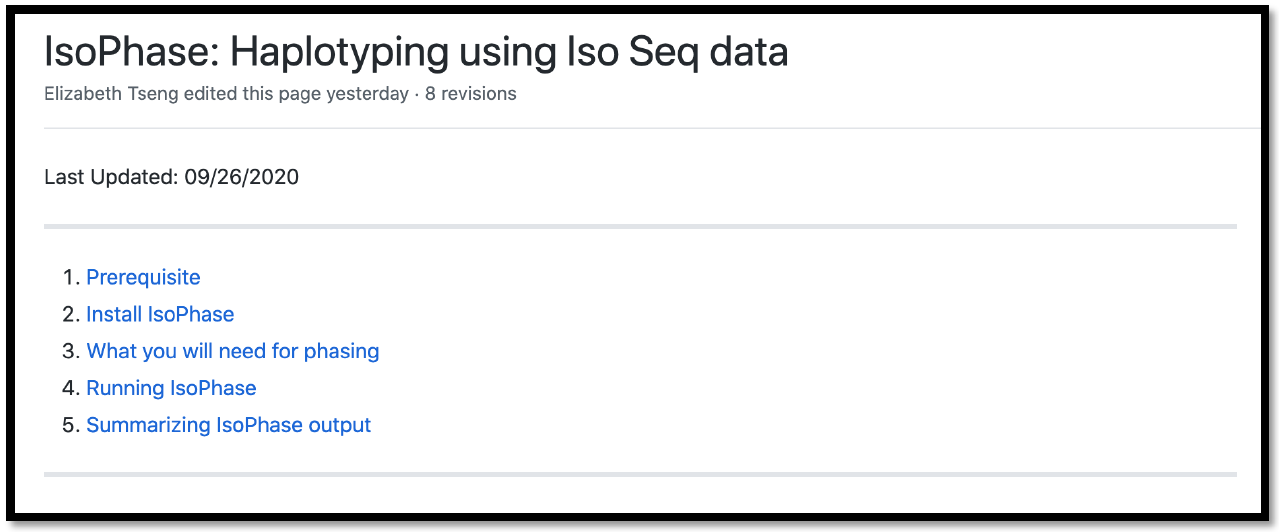 IsoPhase: Haplotyping using Iso Seq data
Elizabeth Tseng edited this page yesterday · 8 revisions
Last Updated: 09/26/2020
1. Prerequisite
2. Install IsoPhase
3. What you will need for phasing
4. Running IsoPhase
5. Summarizing IsoPhase output